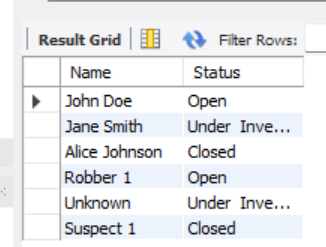 Result Grid Filter Rows:
Name Status
John Doe Open
Jane Smith Under Inve...
Alice Johnson Closed
Robber 1 Open
Unknown Under Inve...
Suspect 1 Closed